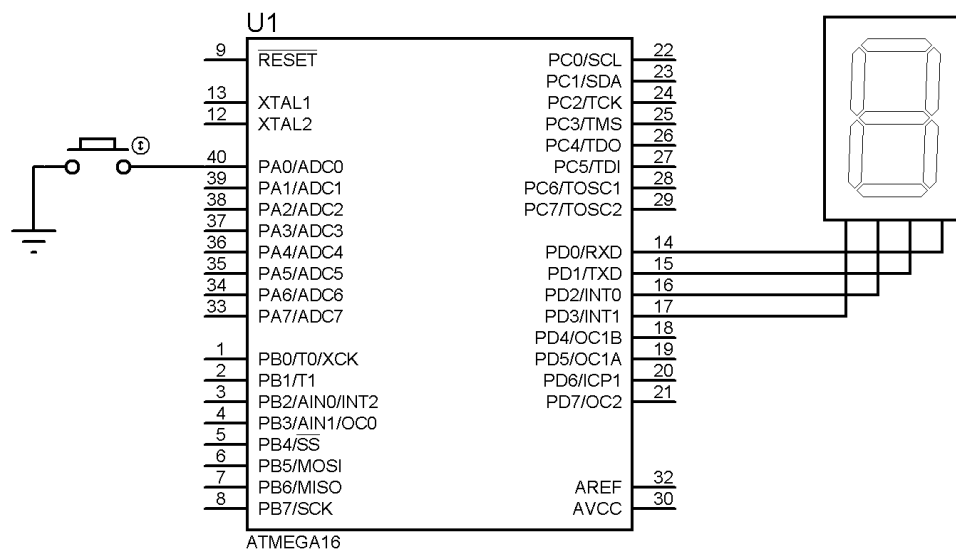 U1
9
RESET
13
XTAL1
12
XTAL2
40
PA0/ADC0
39
PA1/ADC1
38
PA2/ADC2
37
PA3/ADC3
36
PA4/ADC4
35
PA5/ADC5
34
PA6/ADC6
33
PA7/ADC7
1
PB0/T0/XCK
2
PB1/T1
3
PB2/AIN0/INT2
4
PB3/AIN1/OC0
5
PB4/SS
6
PB5/MOSI
7
PB6/MISO
8
PB7/SCK
PC0/SCL
22
PC1/SDA
23
PC2/TCK
24
PC3/TMS
25
PC4/TDO
26
PC5/TDI
27
PC6/TOSC1
28
PC7/TOSC2
29
PD0/RXD
14
PD1/TXD
15
PD2/INT0
16
PD3/INT1
17
PD4/OC1B
18
PD5/OC1A
19
PD6/ICP1
20
PD7/OC2
21
AREF
32
AVCC
30
ATMEGA16